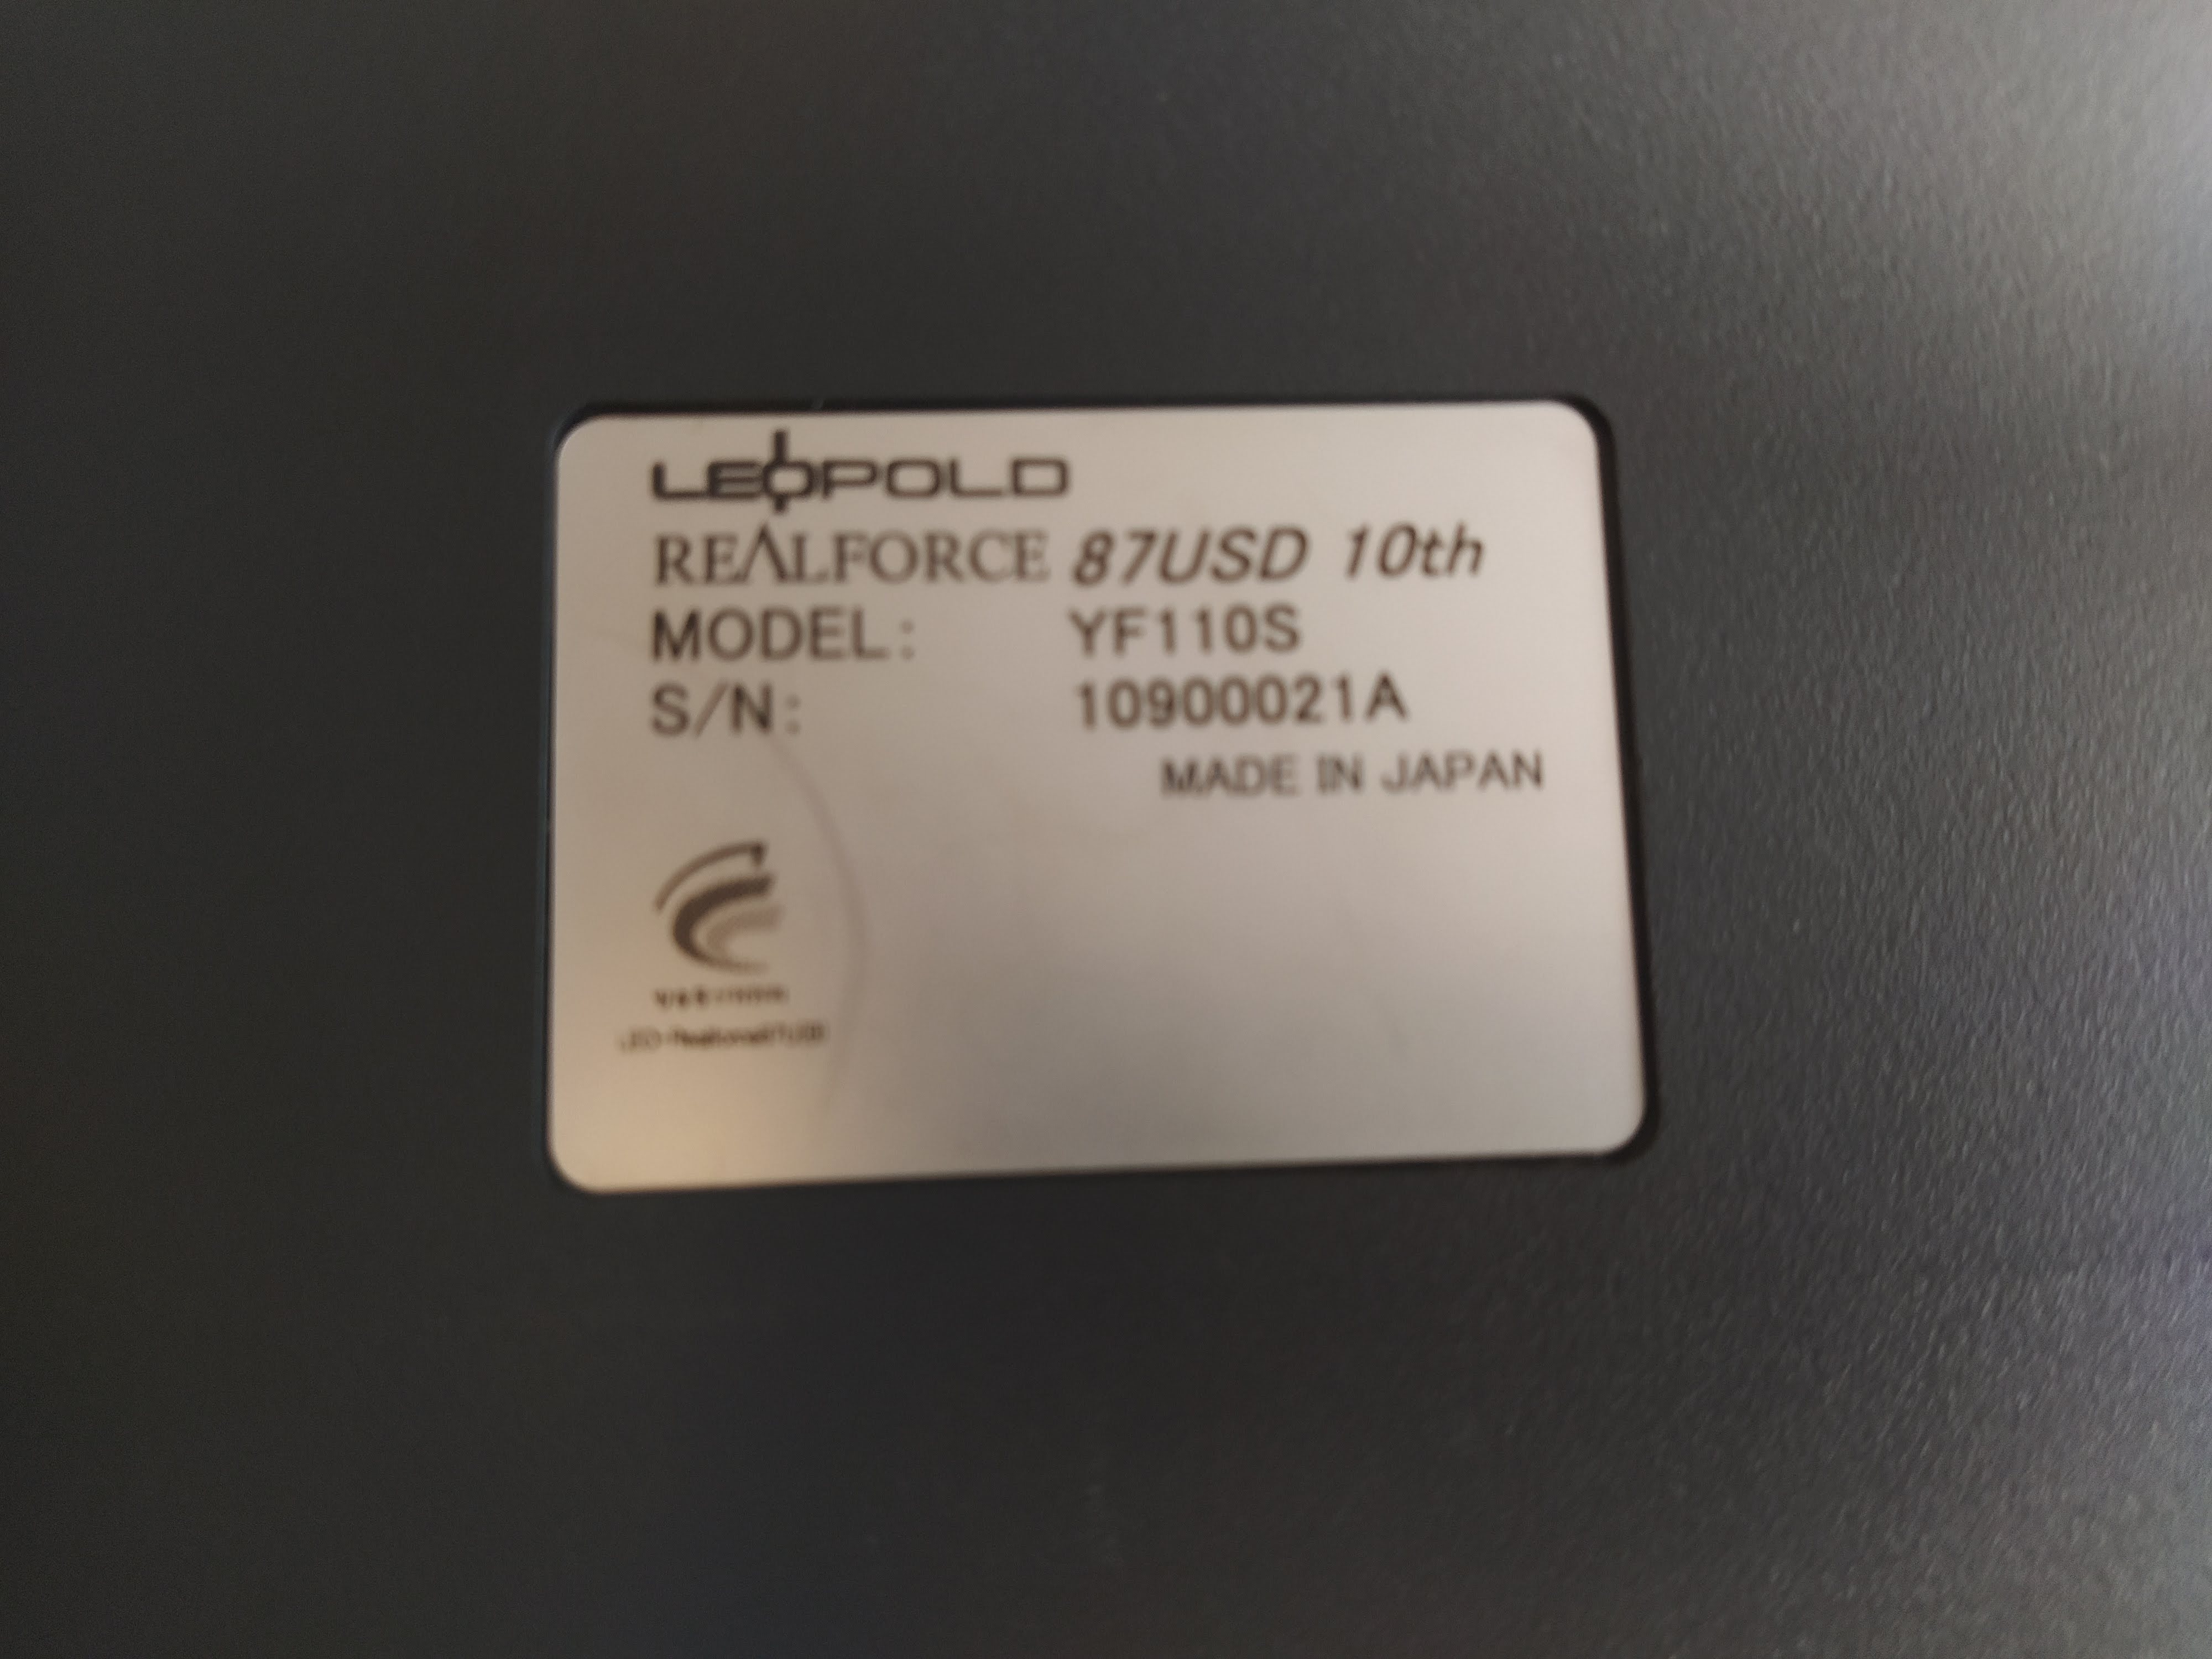 LEOPOLD
REALFORCE 87USD 10th
MODEL: YF110S
S/N: 10900021A
MADE IN JAPAN